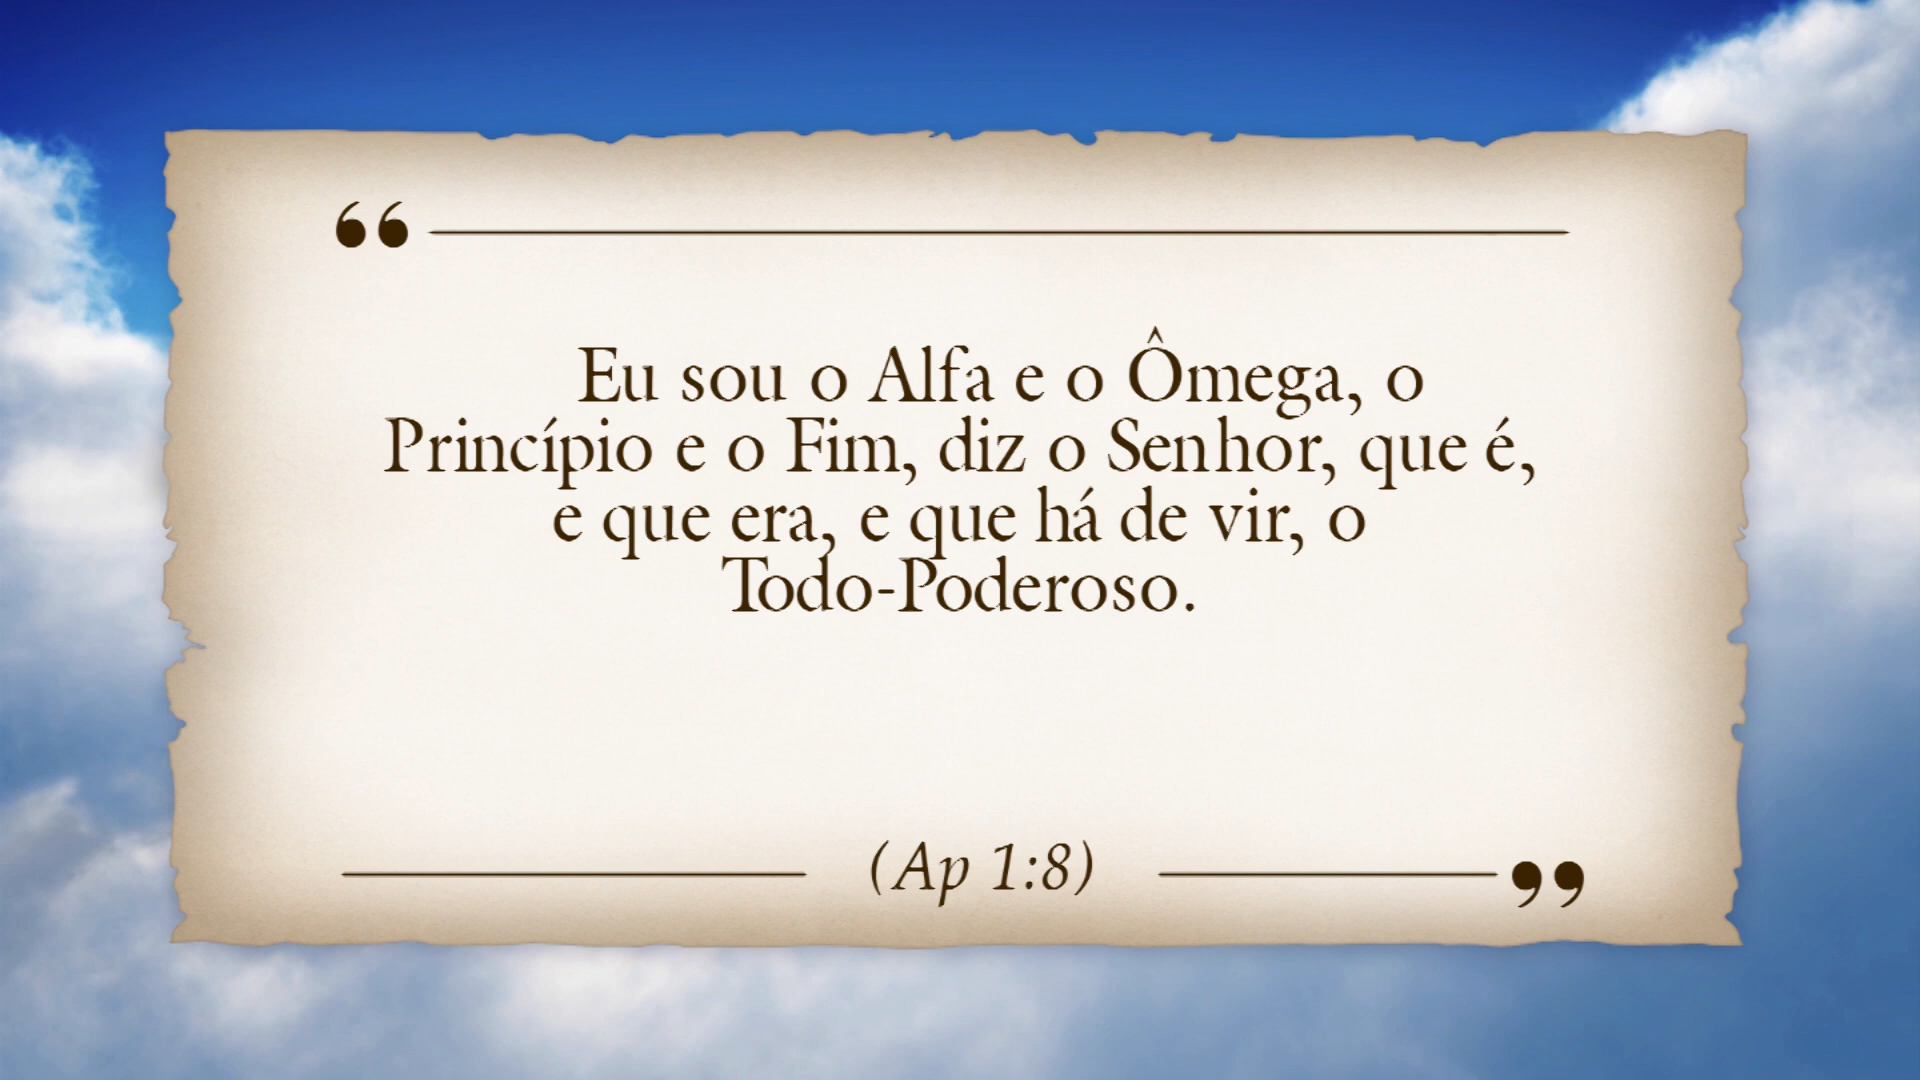 “
Eu sou o Alfa e o Ômega, o
Princípio e o Fim, diz o Senhor, que é,
e que era, e que há de vir, o
Todo-Poderoso.
(Ap 1:8) ”